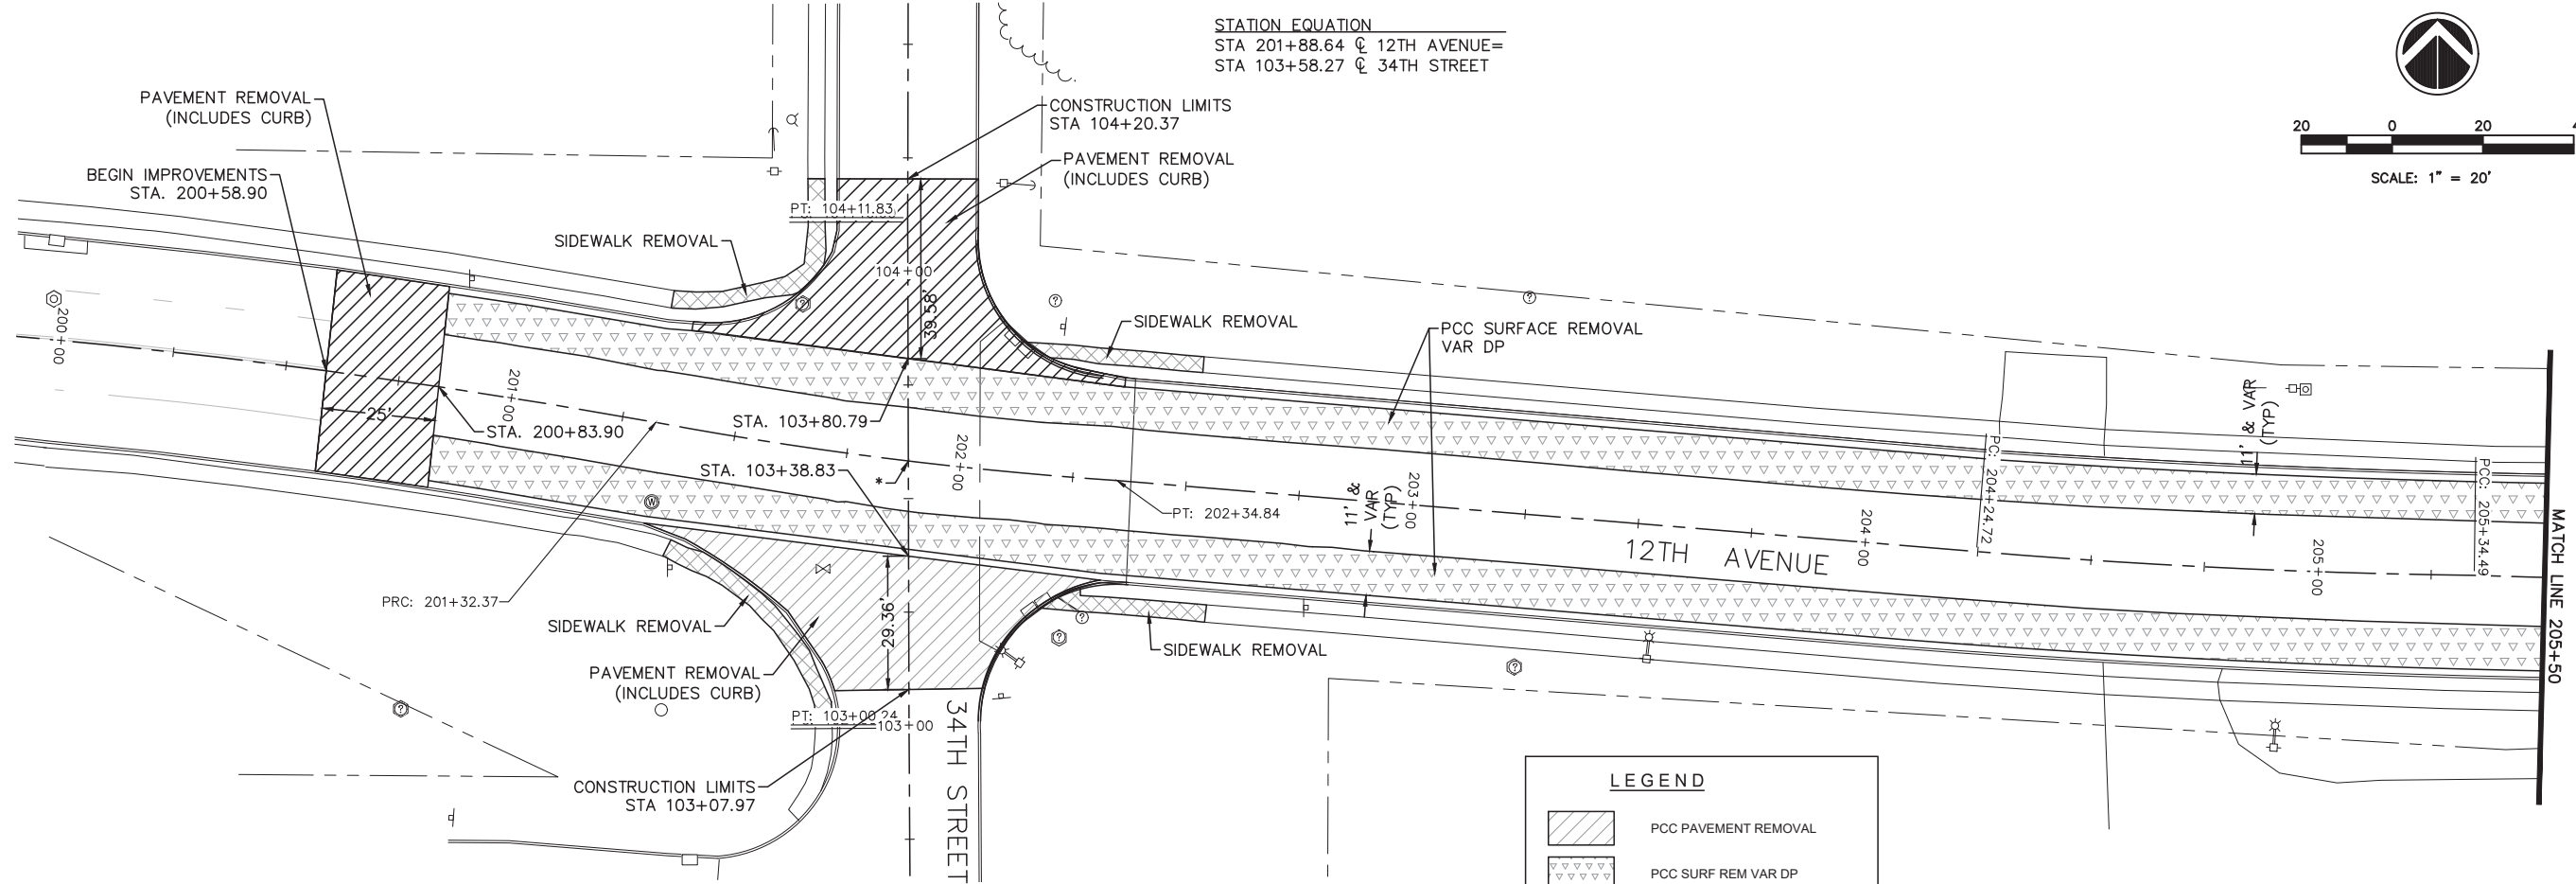 STATION EQUATION
STA 201+88.64 ℄ 12TH AVENUE=
STA 103+58.27 ℄ 34TH STREET
20 0 20 4
SCALE: 1" = 20'
PAVEMENT REMOVAL
(INCLUDES CURB)
BEGIN IMPROVEMENTS
STA. 200+58.90
CONSTRUCTION LIMITS
STA 104+20.37
PAVEMENT REMOVAL
(INCLUDES CURB)
PT: 104+11.83
SIDEWALK REMOVAL
104+00
39.58'
SIDEWALK REMOVAL
PCC SURFACE REMOVAL
VAR DP
200+00
201+00
25'
STA. 200+83.90
STA. 103+80.79
STA. 103+38.83
*
202+00
PT: 202+34.84
11' & VAR
(TYP)
203+00
12TH AVENUE
204+00
PC: 204+24.72
11' & VAR
(TYP)
205+00
PCC: 205+34.49
MATCH LINE 205+50
W
PRC: 201+32.37
SIDEWALK REMOVAL
29.36'
PAVEMENT REMOVAL
(INCLUDES CURB)
SIDEWALK REMOVAL
?
?
?
?
?
?
?
PT: 103+00.24
103+00
34TH STREET
CONSTRUCTION LIMITS
STA 103+07.97
LEGEND
PCC PAVEMENT REMOVAL
PCC SURF REM VAR DP